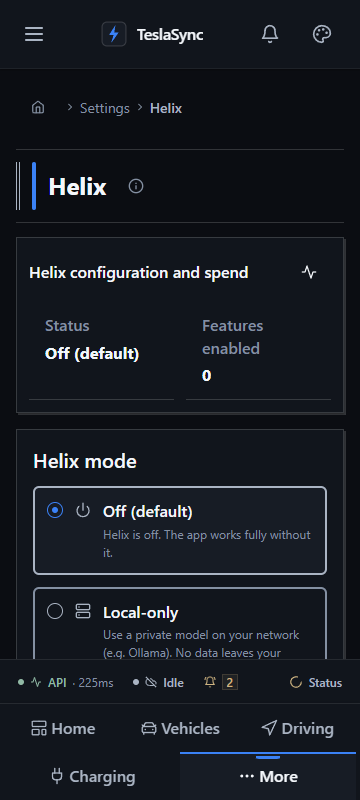 TeslaSync
Settings
Helix
Helix
Helix configuration and spend
Status
Off (default)
Features
enabled
0
Helix mode
Off (default)
Helix is off. The app works fully without
it.
Local-only
Use a private model on your network
(e.g. Ollama). No data leaves your
API · 225ms
Idle
2
Status
Home
Vehicles
Driving
Charging
More